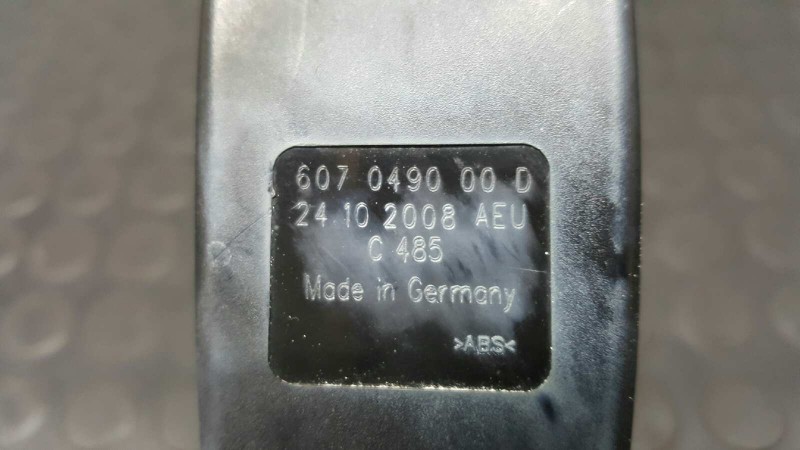 607 0490 00 D
24.10 2008 AEU
C 485
Made in Germany
>ABS<